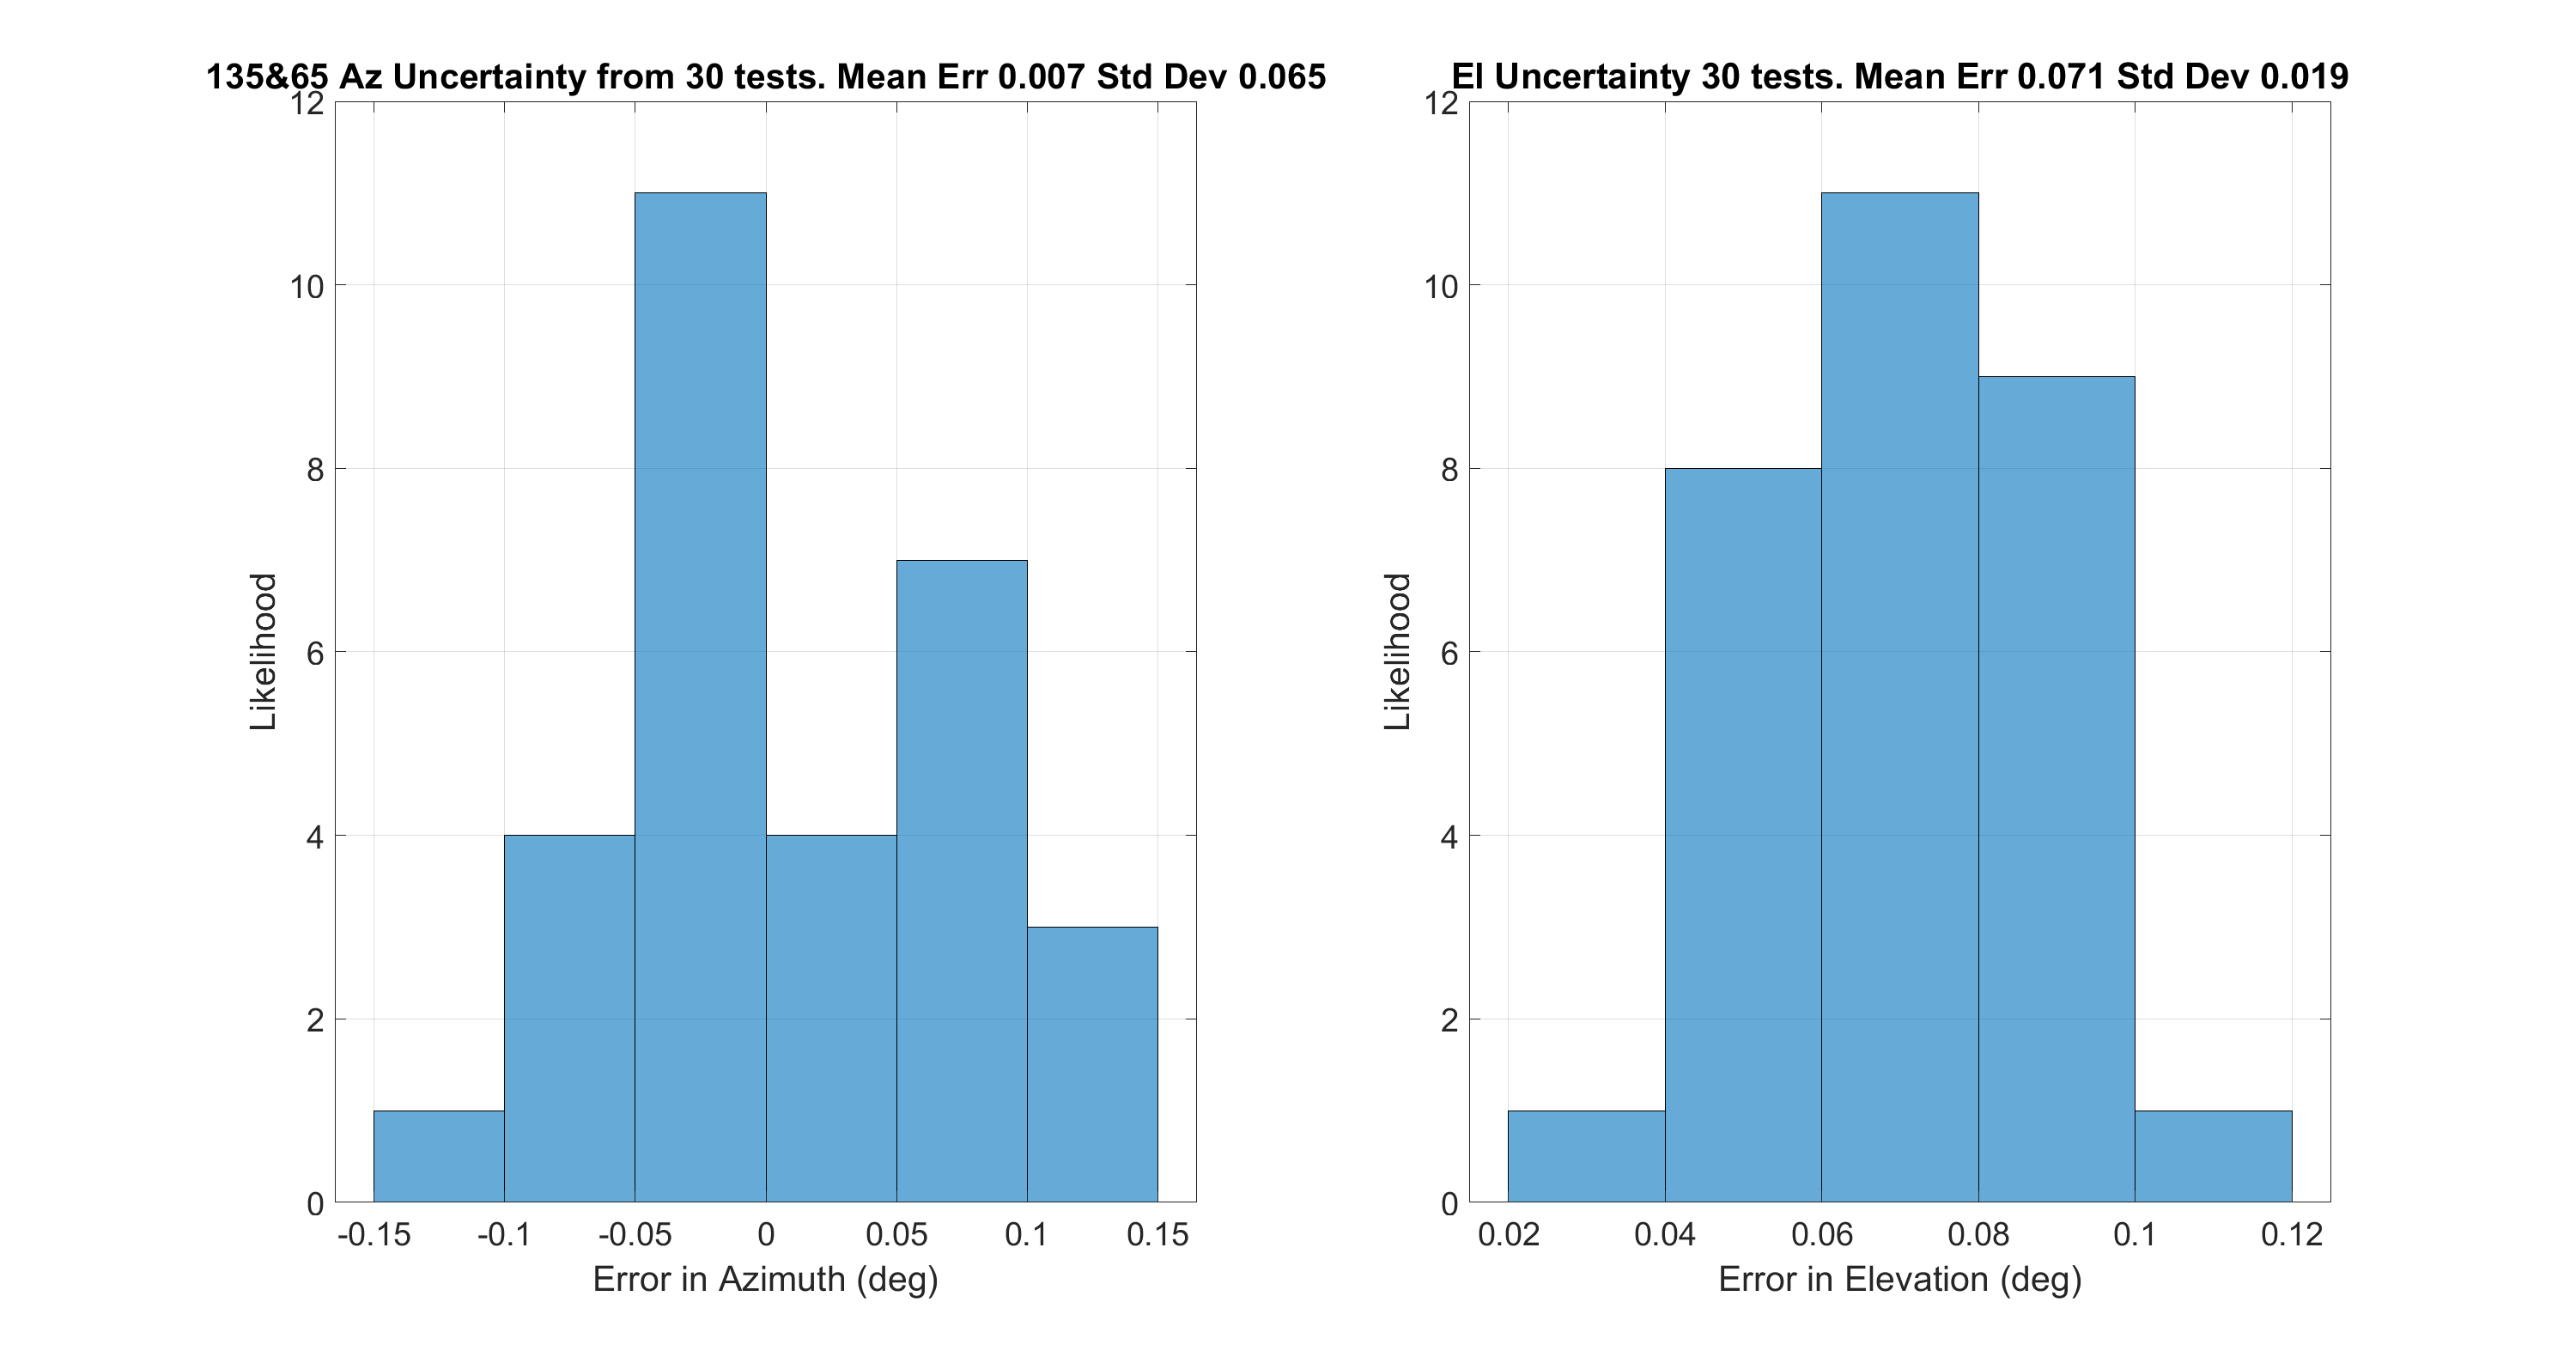 135&65 Az Uncertainty from 30 tests. Mean Err 0.007 Std Dev 0.065
12
10
8
6
4
2
0
Likelihood
-0.15 -0.1 -0.05 0 0.05 0.1 0.15
Error in Azimuth (deg)
El Uncertainty 30 tests. Mean Err 0.071 Std Dev 0.019
12
10
8
6
4
2
0
Likelihood
0.02 0.04 0.06 0.08 0.1 0.12
Error in Elevation (deg)